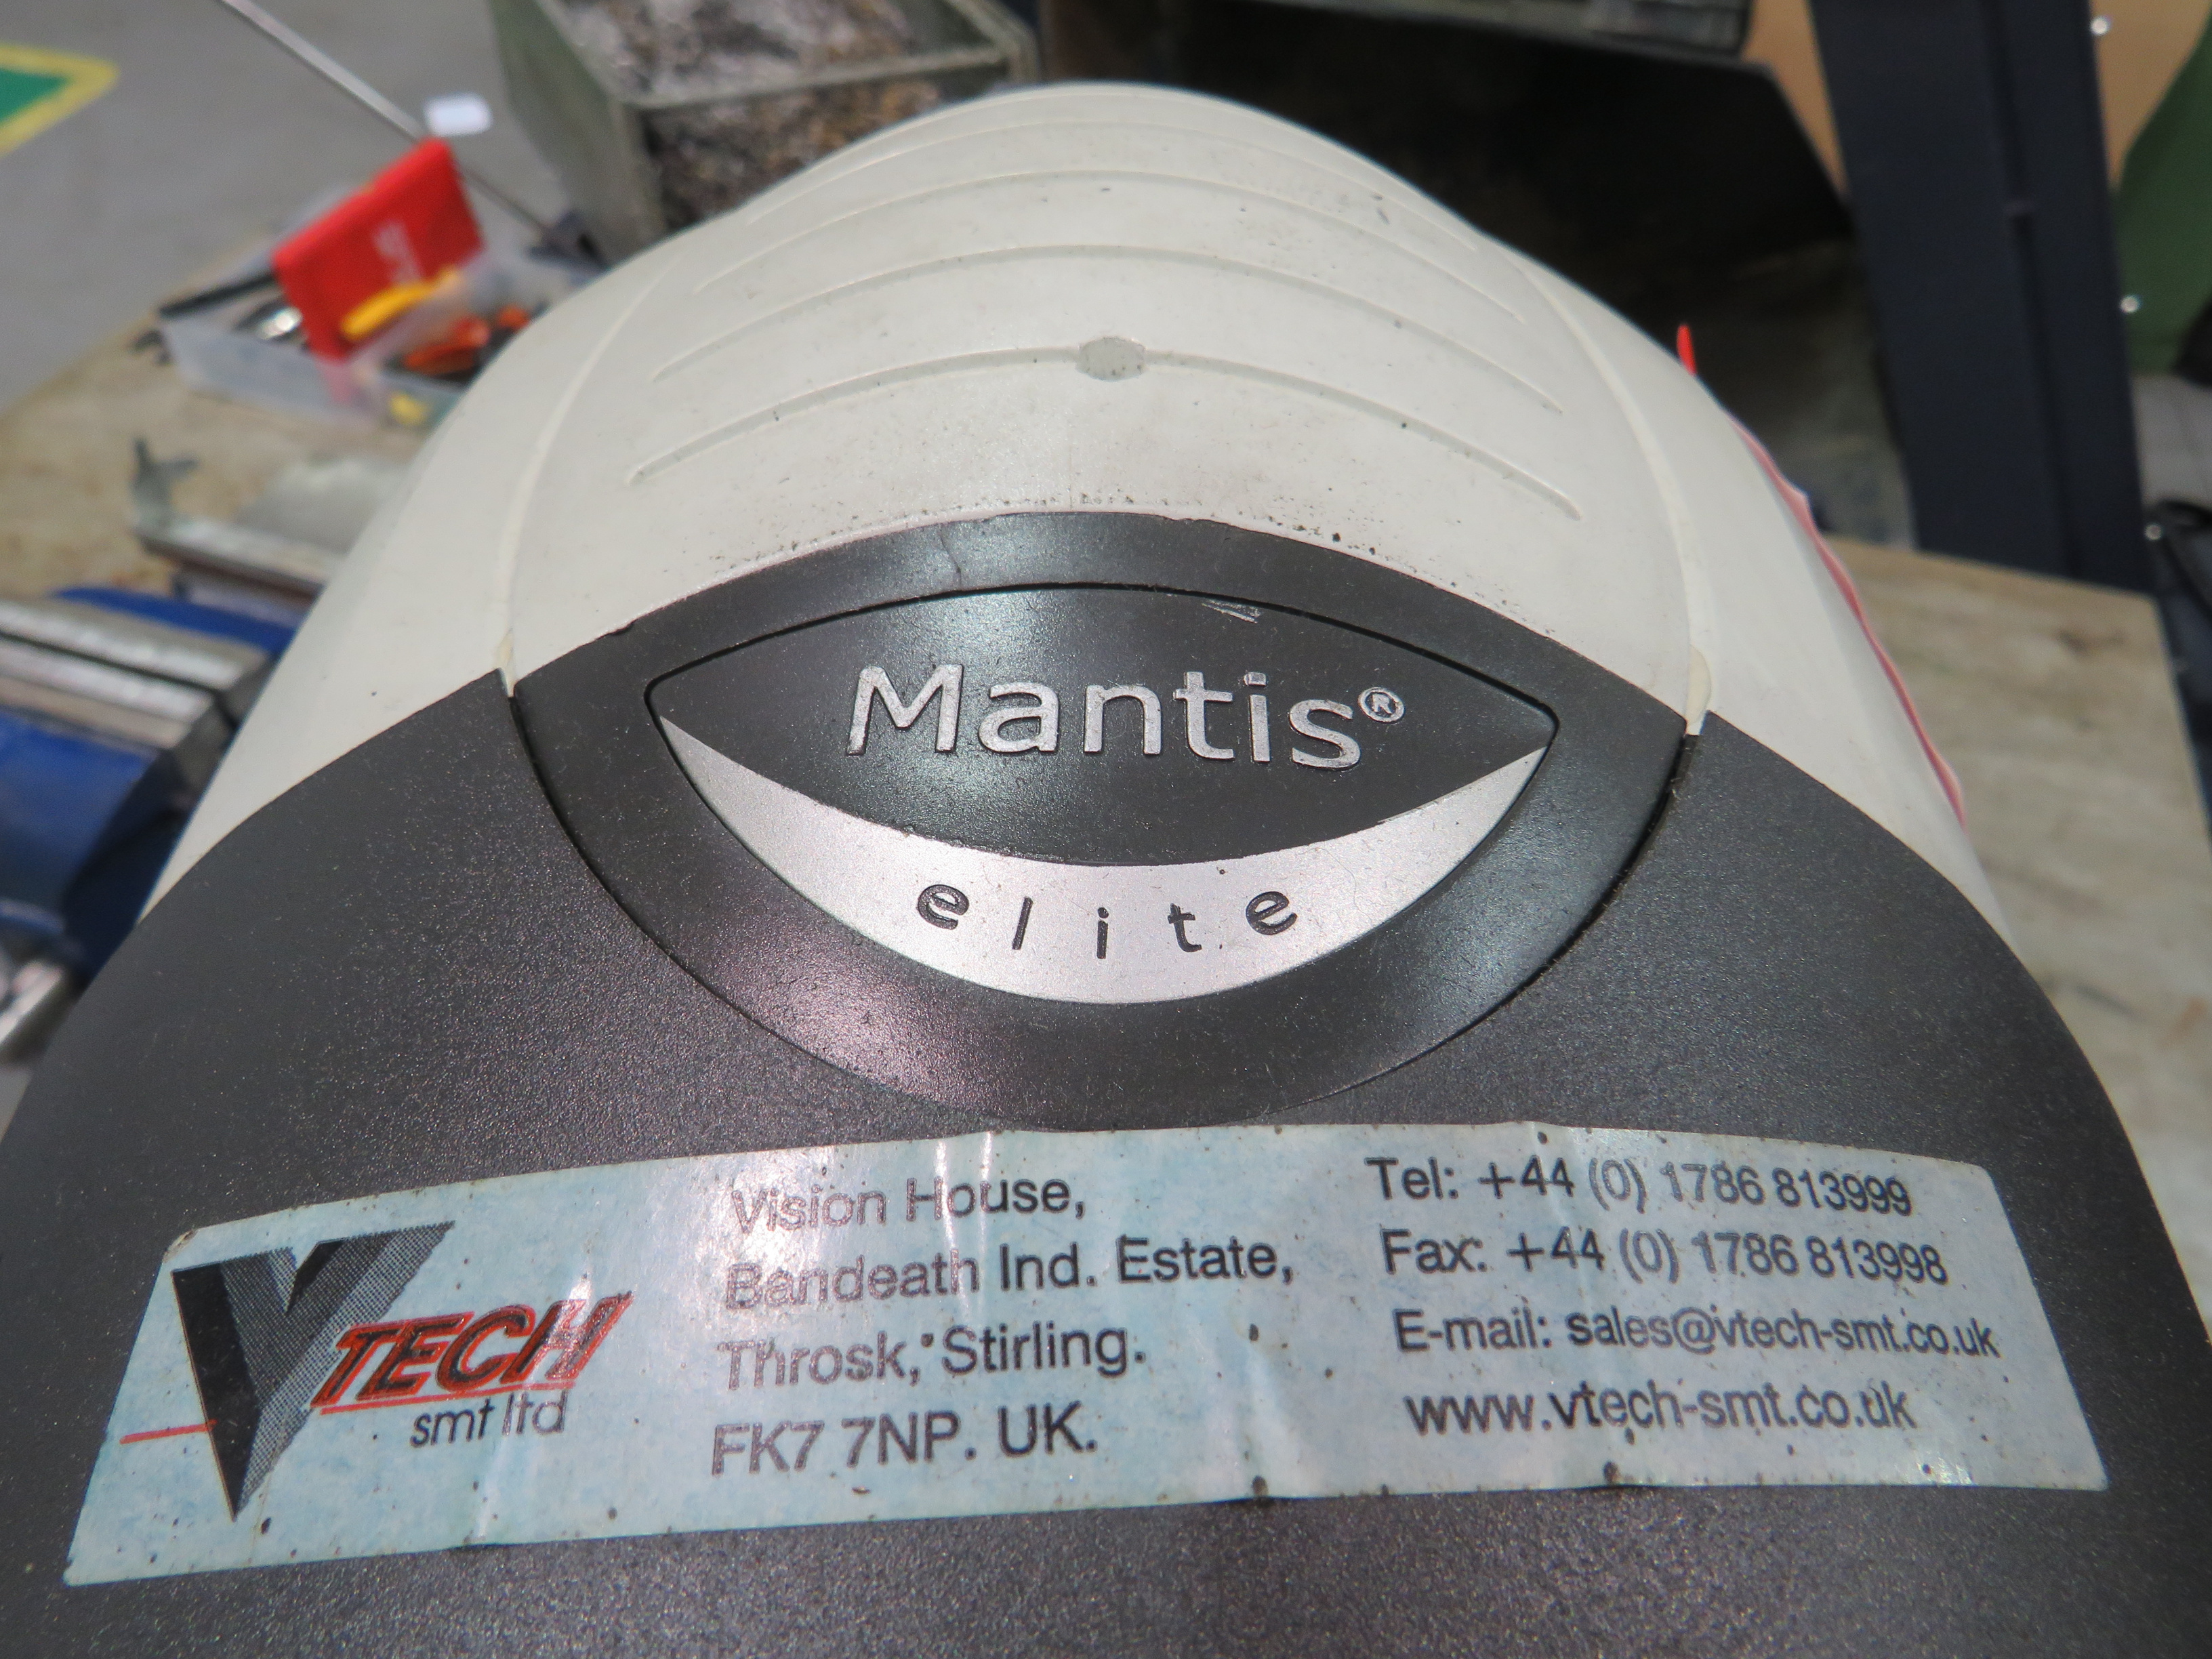 Mantis®
elite
VTECH
smt ltd
Vision House,
Bandeath Ind. Estate,
Throsk, Stirling.
FK7 7NP. UK.
Tel: +44 (0) 1786 813999
Fax: +44 (0) 1786 813998
E-mail: sales@vtech-smt.co.uk
www.vtech-smt.co.uk